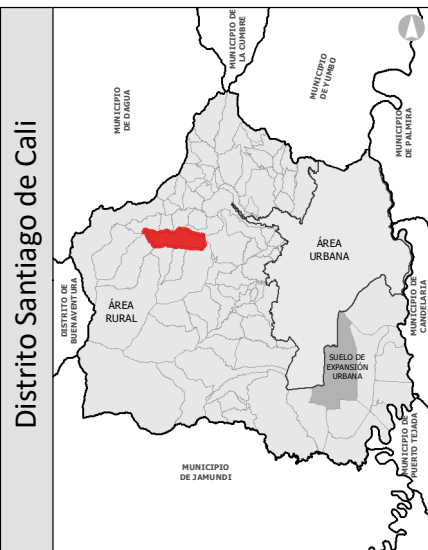 Distrito Santiago de Cali
MUNICIPIO DE
LA CUMBRE
MUNICIPIO
DE YUMBO
MUNICIPIO
DE DAGUA
MUNICIPIO
DE PALMIRA
ÁREA
URBANA
ÁREA
RURAL
DISTRITO DE
BUENAVENTURA
MUNICIPIO DE
CANDELARIA
SUELO DE
EXPANSIÓN
URBANA
MUNICIPIO DE
PUERTO TEJADA
MUNICIPIO
DE JAMUNDI